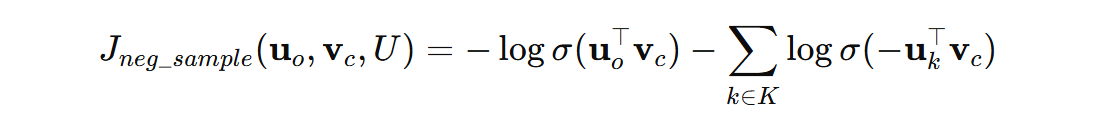 J_{neg\_sample}(\mathbf{u}_o, \mathbf{v}_c, U) = -\log \sigma(\mathbf{u}_o^\top \mathbf{v}_c) - \sum_{k \in K} \log \sigma(-\mathbf{u}_k^\top \mathbf{v}_c)